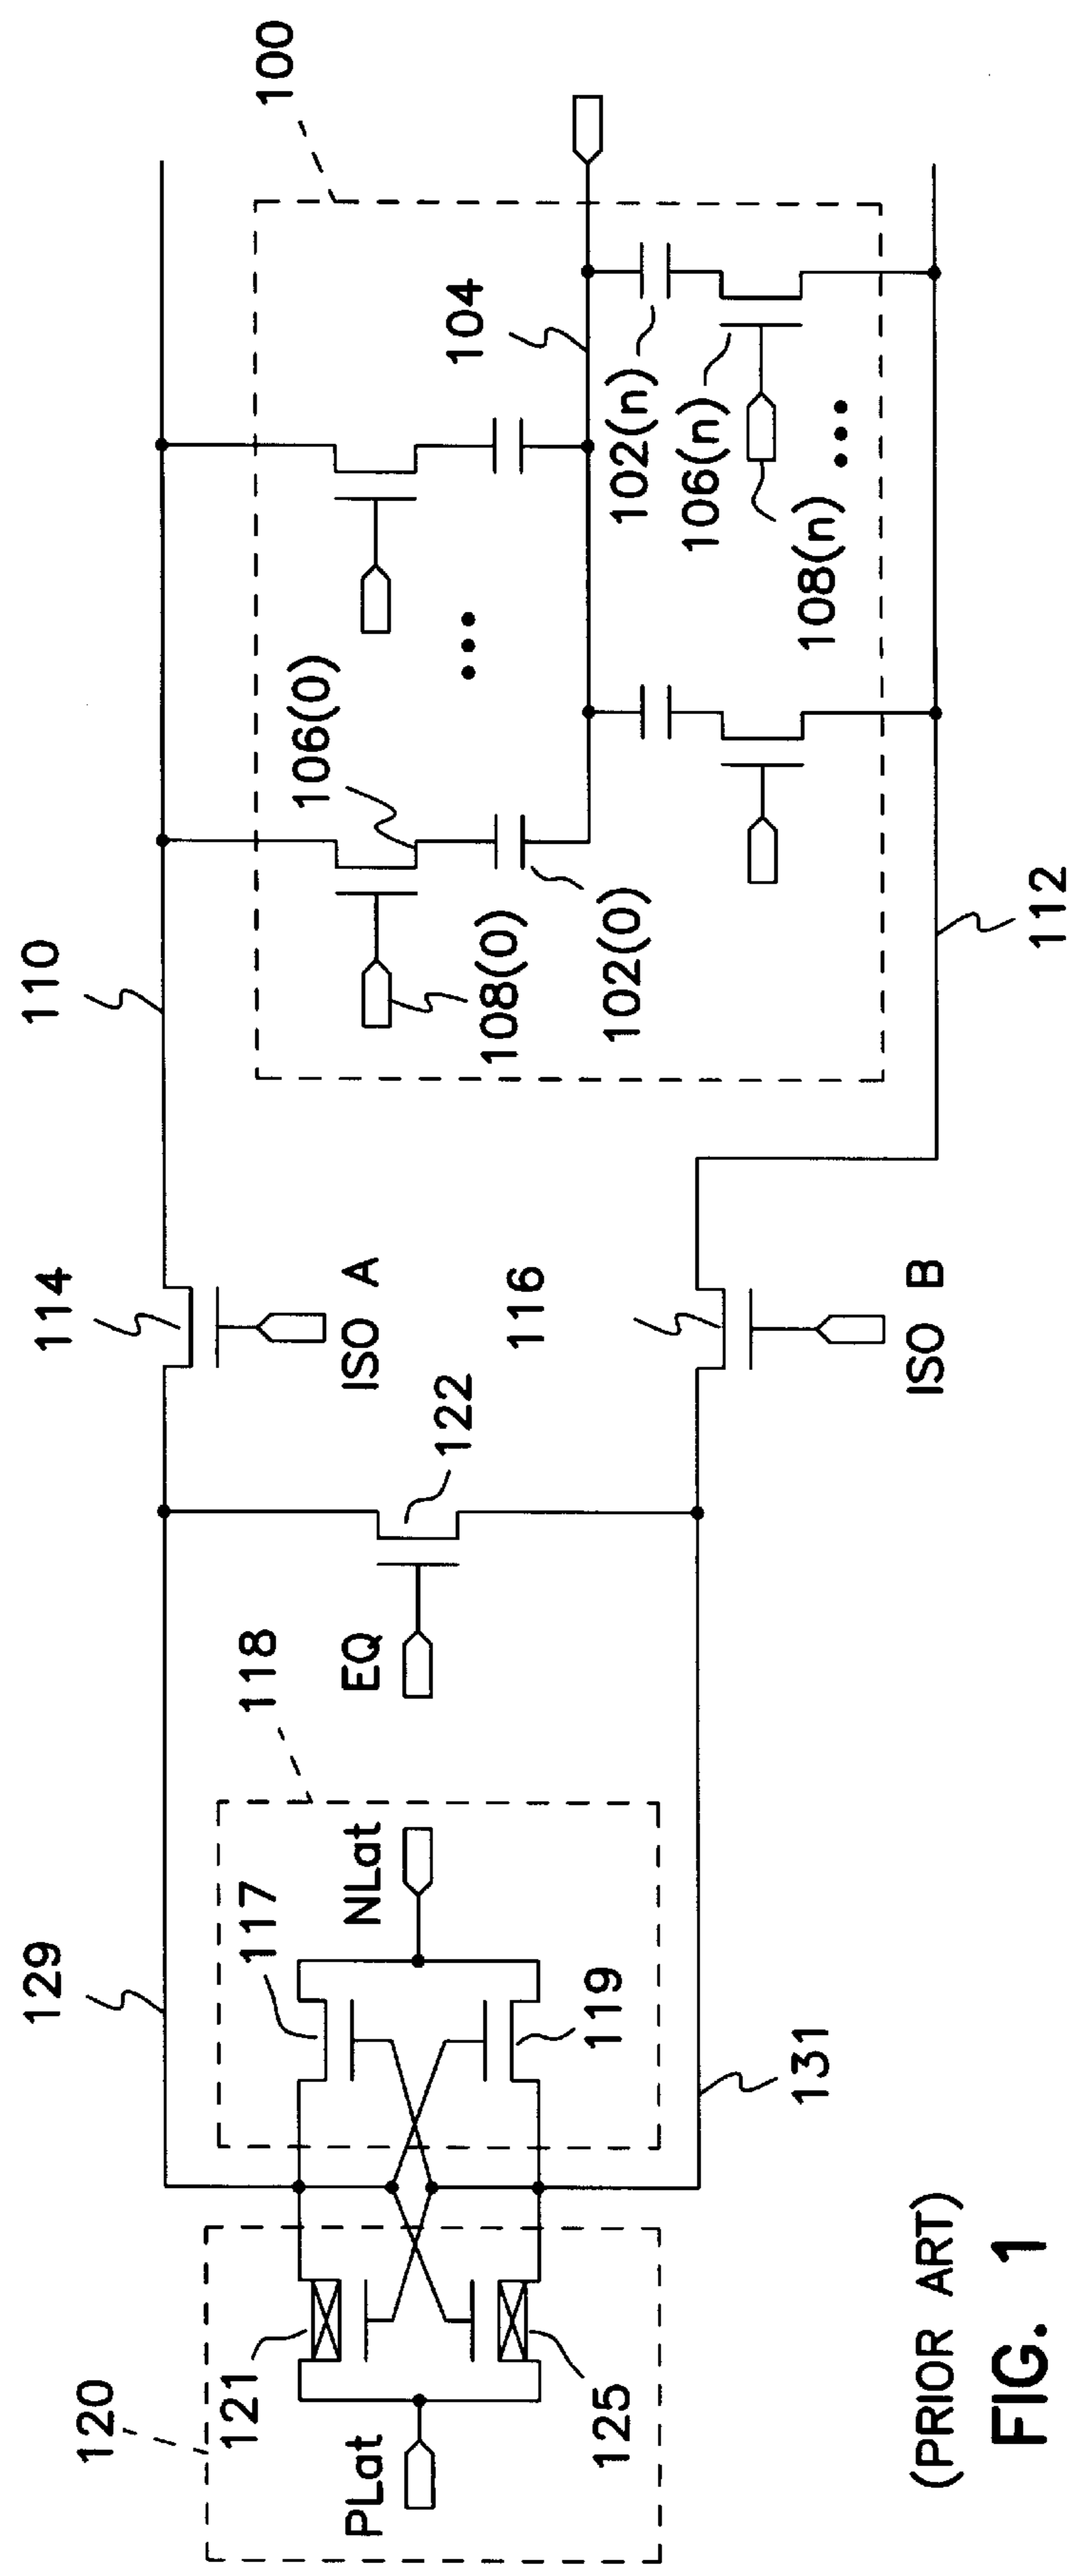 110
129
114
100
120
121
PLat
125
118
117
NLat
119
EQ
122
ISO A
116
131
ISO B
106(0)
108(0)
102(0)
104
102(n)
106(n)
108(n)
112
(PRIOR ART)
FIG. 1